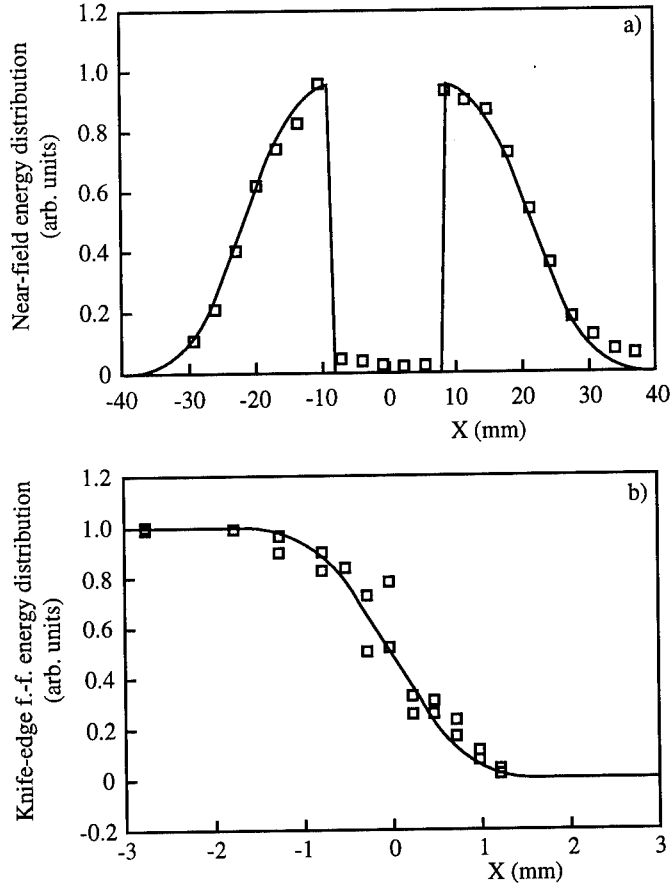 1.2
a)
1.0
0.8
0.6
0.4
0.2
0
Near-field energy distribution
(arb. units)
-40 -30 -20 -10 0 10 20 30 40
X (mm)
1.2
b)
1.0
0.8
0.6
0.4
0.2
0
-0.2
Knife-edge f.-f. energy distribution
(arb. units)
-3 -2 -1 0 1 2 3
X (mm)